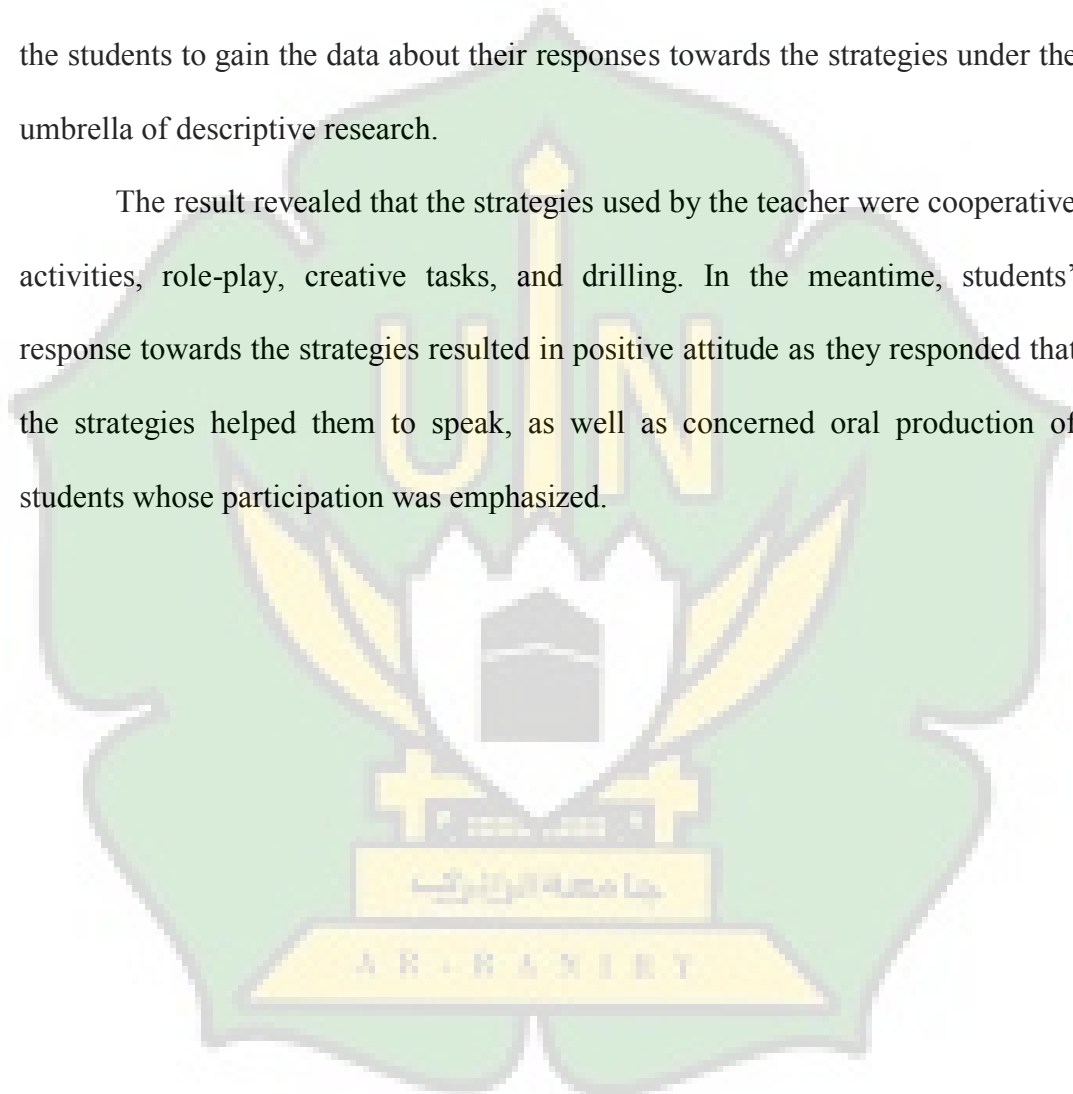 the students to gain the data about their responses towards the strategies under the
umbrella of descriptive research.
The result revealed that the strategies used by the teacher were cooperative
activities, role-play, creative tasks, and drilling. In the meantime, students’
response towards the strategies resulted in positive attitude as they responded that
the strategies helped them to speak, as well as concerned oral production of
students whose participation was emphasized.
UIN
جامعة الرانيري
AR-RANIRY